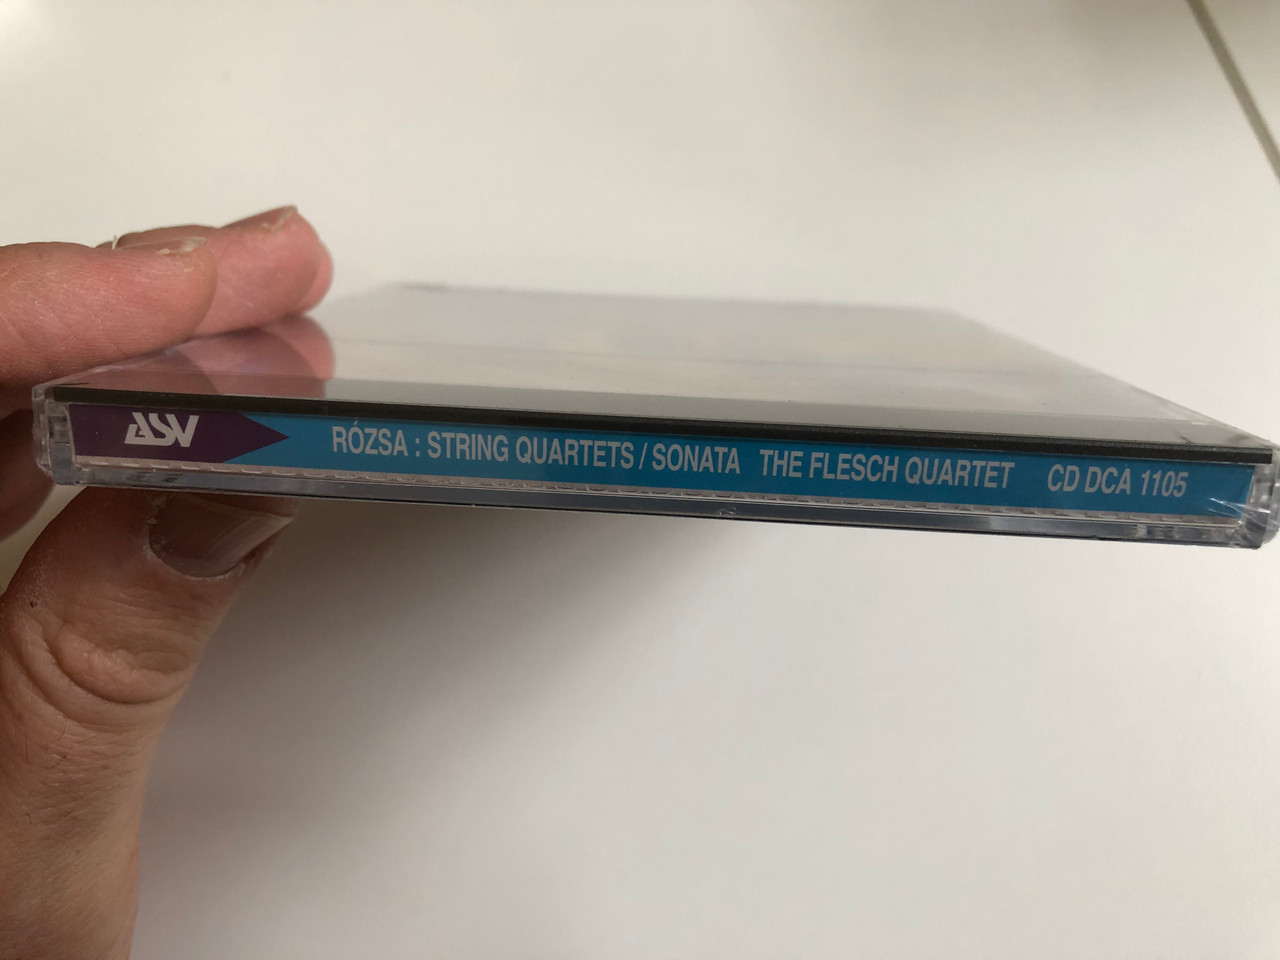 ASV RÓZSA : STRING QUARTETS / SONATA THE FLESCH QUARTET CD DCA 1105